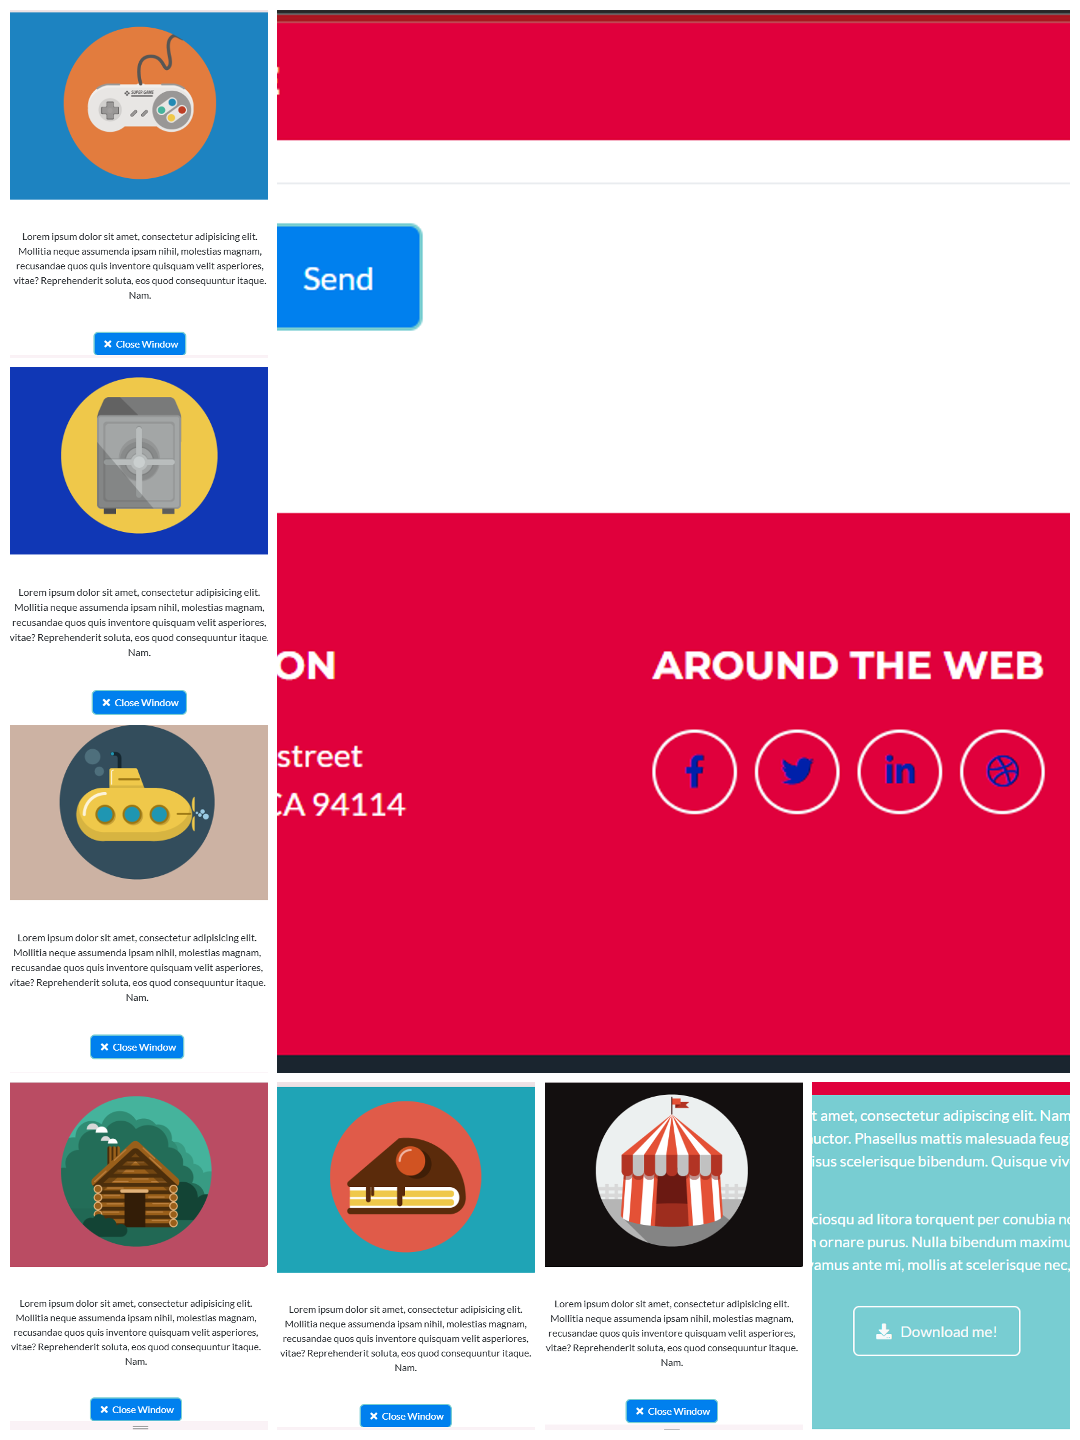 SUPER GAME
Lorem ipsum dolor sit amet, consectetur adipisicing elit.
Mollitia neque assumenda ipsam nihil, molestias magnam,
recusandae quos quis inventore quisquam velit asperiores,
vitae? Reprehenderit soluta, eos quod consequuntur itaque.
Nam.
Close Window
Send
Lorem ipsum dolor sit amet, consectetur adipisicing elit.
Mollitia neque assumenda ipsam nihil, molestias magnam,
recusandae quos quis inventore quisquam velit asperiores,
vitae? Reprehenderit soluta, eos quod consequuntur itaque.
Nam.
Close Window
ON
street
CA 94114
AROUND THE WEB
Lorem ipsum dolor sit amet, consectetur adipisicing elit.
Mollitia neque assumenda ipsam nihil, molestias magnam,
recusandae quos quis inventore quisquam velit asperiores,
vitae? Reprehenderit soluta, eos quod consequuntur itaque.
Nam.
Close Window
Lorem ipsum dolor sit amet, consectetur adipisicing elit.
Mollitia neque assumenda ipsam nihil, molestias magnam,
recusandae quos quis inventore quisquam velit asperiores,
vitae? Reprehenderit soluta, eos quod consequuntur itaque.
Nam.
Close Window
Lorem ipsum dolor sit amet, consectetur adipisicing elit.
Mollitia neque assumenda ipsam nihil, molestias magnam,
recusandae quos quis inventore quisquam velit asperiores,
vitae? Reprehenderit soluta, eos quod consequuntur itaque.
Nam.
Close Window
Lorem ipsum dolor sit amet, consectetur adipisicing elit.
Mollitia neque assumenda ipsam nihil, molestias magnam,
recusandae quos quis inventore quisquam velit asperiores,
vitae? Reprehenderit soluta, eos quod consequuntur itaque.
Nam.
Close Window
t amet, consectetur adipiscing elit. Nam
uctor. Phasellus mattis malesuada feug
isus scelerisque bibendum. Quisque viv
ciosqu ad litora torquent per conubia no
ornare purus. Nulla bibendum maximu
vamus ante mi, mollis at scelerisque nec,
Download me!